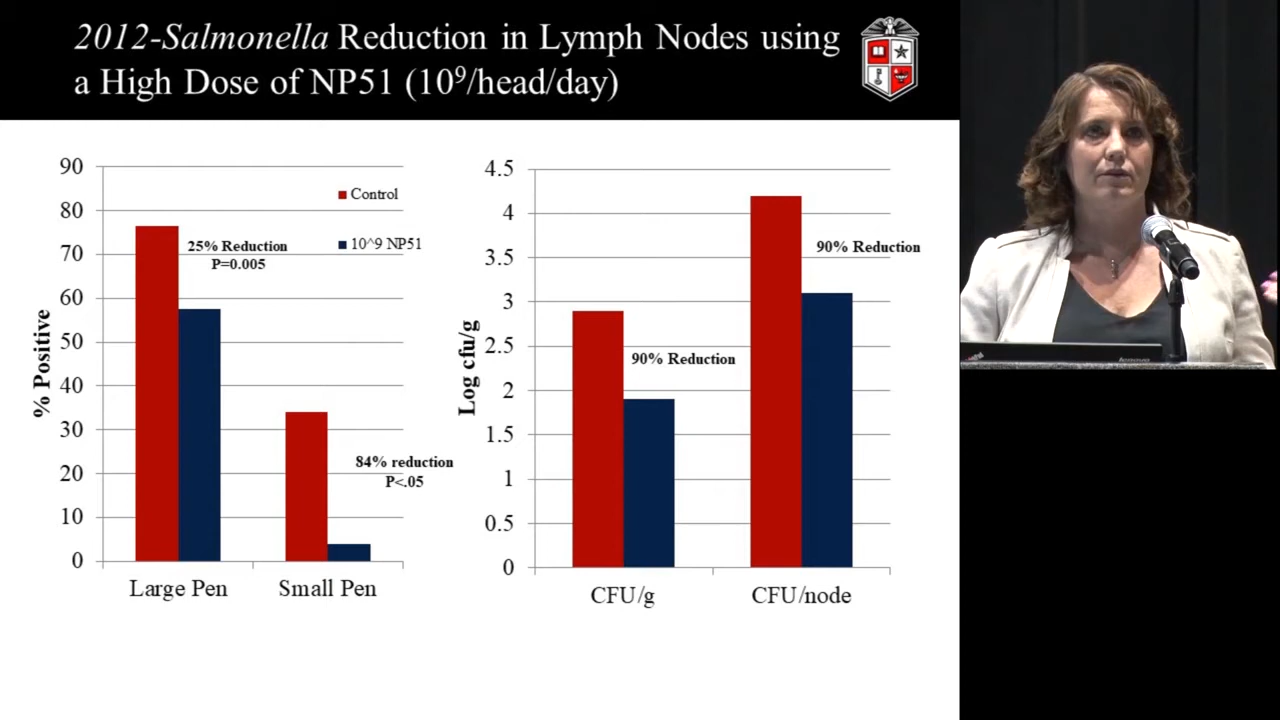 2012-Salmonella Reduction in Lymph Nodes using
a High Dose of NP51 (10⁹/head/day)
90
80
70
60
50
40
30
20
10
0
% Positive
Control
10^9 NP51
25% Reduction
P=0.005
84% reduction
P<.05
Large Pen
Small Pen
4.5
4
3.5
3
2.5
2
1.5
1
0.5
0
Log cfu/g
90% Reduction
90% Reduction
CFU/g
CFU/node
lenovo